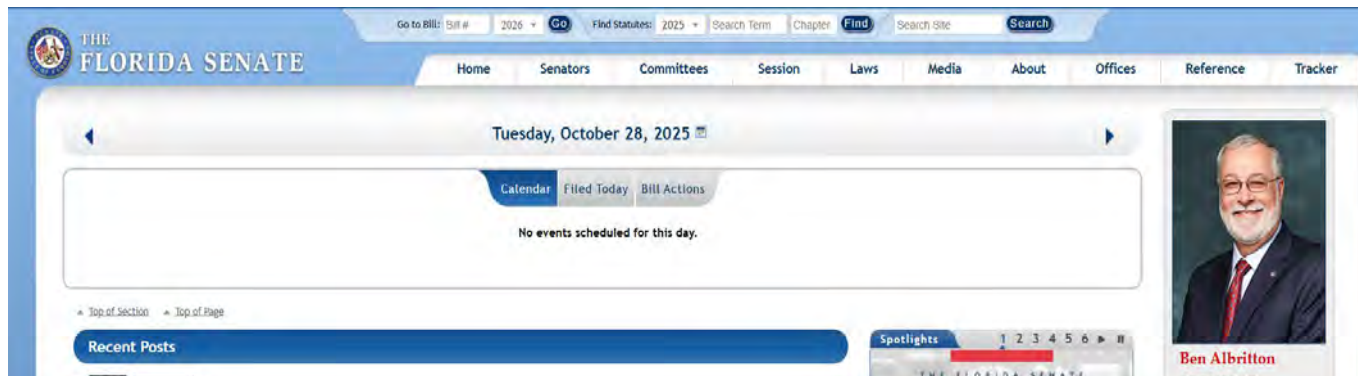 Go to Bill: Bill # 2026 Go Find Statutes: 2025 Search Term Chapter Find Search Site Search
THE
FLORIDA SENATE
Home Senators Committees Session Laws Media About Offices Reference Tracker
Tuesday, October 28, 2025
Calendar Filed Today Bill Actions
No events scheduled for this day.
Top of Section Top of Page
Recent Posts
Spotlights 1 2 3 4 5 6
THE FLORIDA SENATE
Ben Albritton